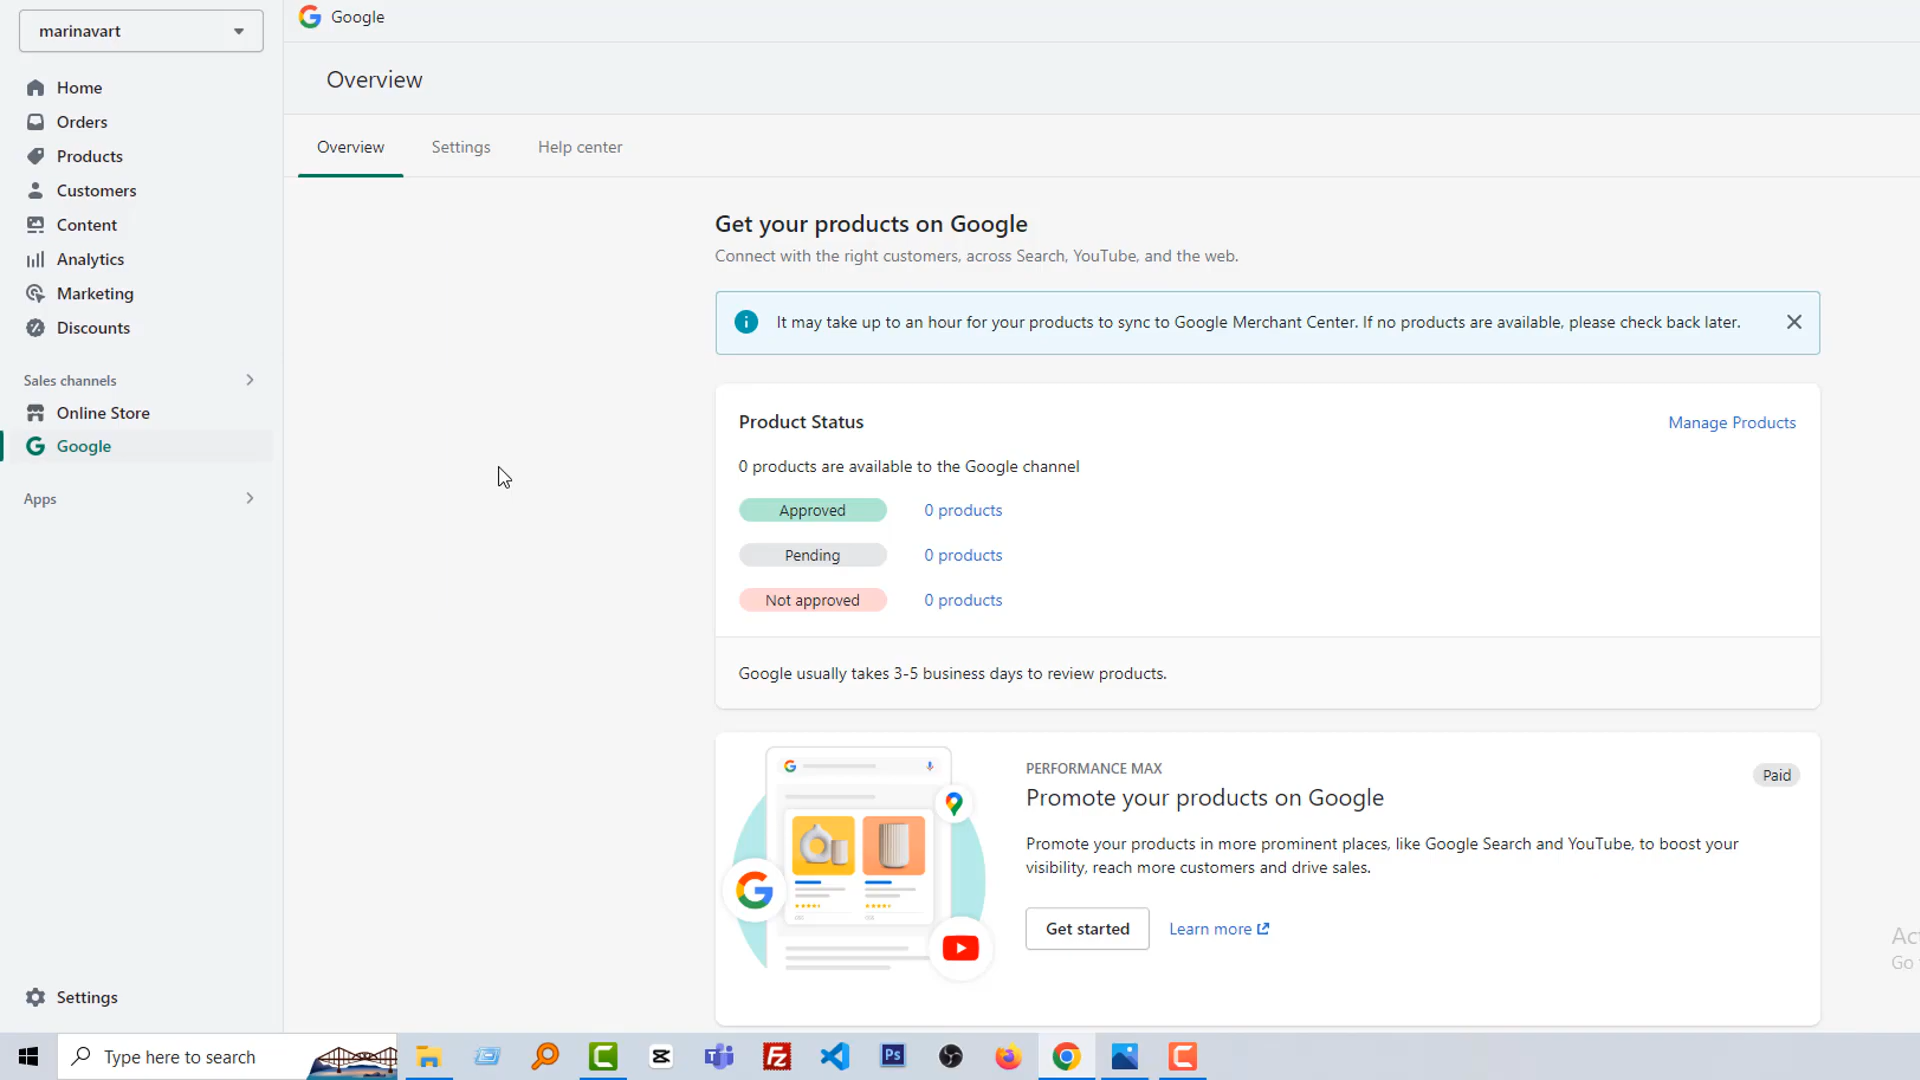 marinavart
Google
Home
Orders
Products
Customers
Content
Analytics
Marketing
Discounts
Sales channels
Online Store
Google
Apps
Settings
Overview
Overview
Settings
Help center
Get your products on Google
Connect with the right customers, across Search, YouTube, and the web.
It may take up to an hour for your products to sync to Google Merchant Center. If no products are available, please check back later.
Product Status
Manage Products
0 products are available to the Google channel
Approved
0 products
Pending
0 products
Not approved
0 products
Google usually takes 3-5 business days to review products.
PERFORMANCE MAX
Paid
Promote your products on Google
Promote your products in more prominent places, like Google Search and YouTube, to boost your
visibility, reach more customers and drive sales.
Get started
Learn more
Go
Type here to search
Ps
Fz